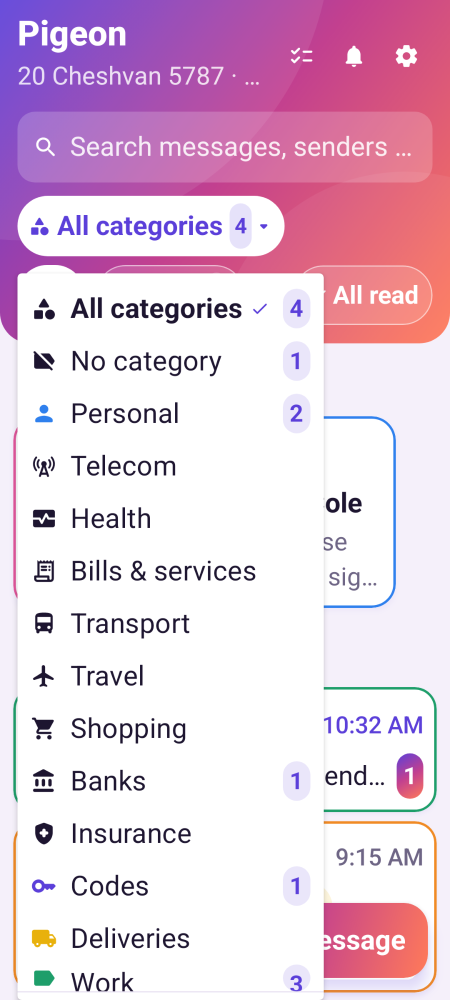 Pigeon
20 Cheshvan 5787 · …
Search messages, senders …
All categories 4
All read
All categories 4
No category 1
Personal 2
Telecom
Health
Bills & services
Transport
Travel
Shopping
Banks 1
Insurance
Codes 1
Deliveries
Work 3
ole
se
sig…
10:32 AM
end… 1
9:15 AM
essage